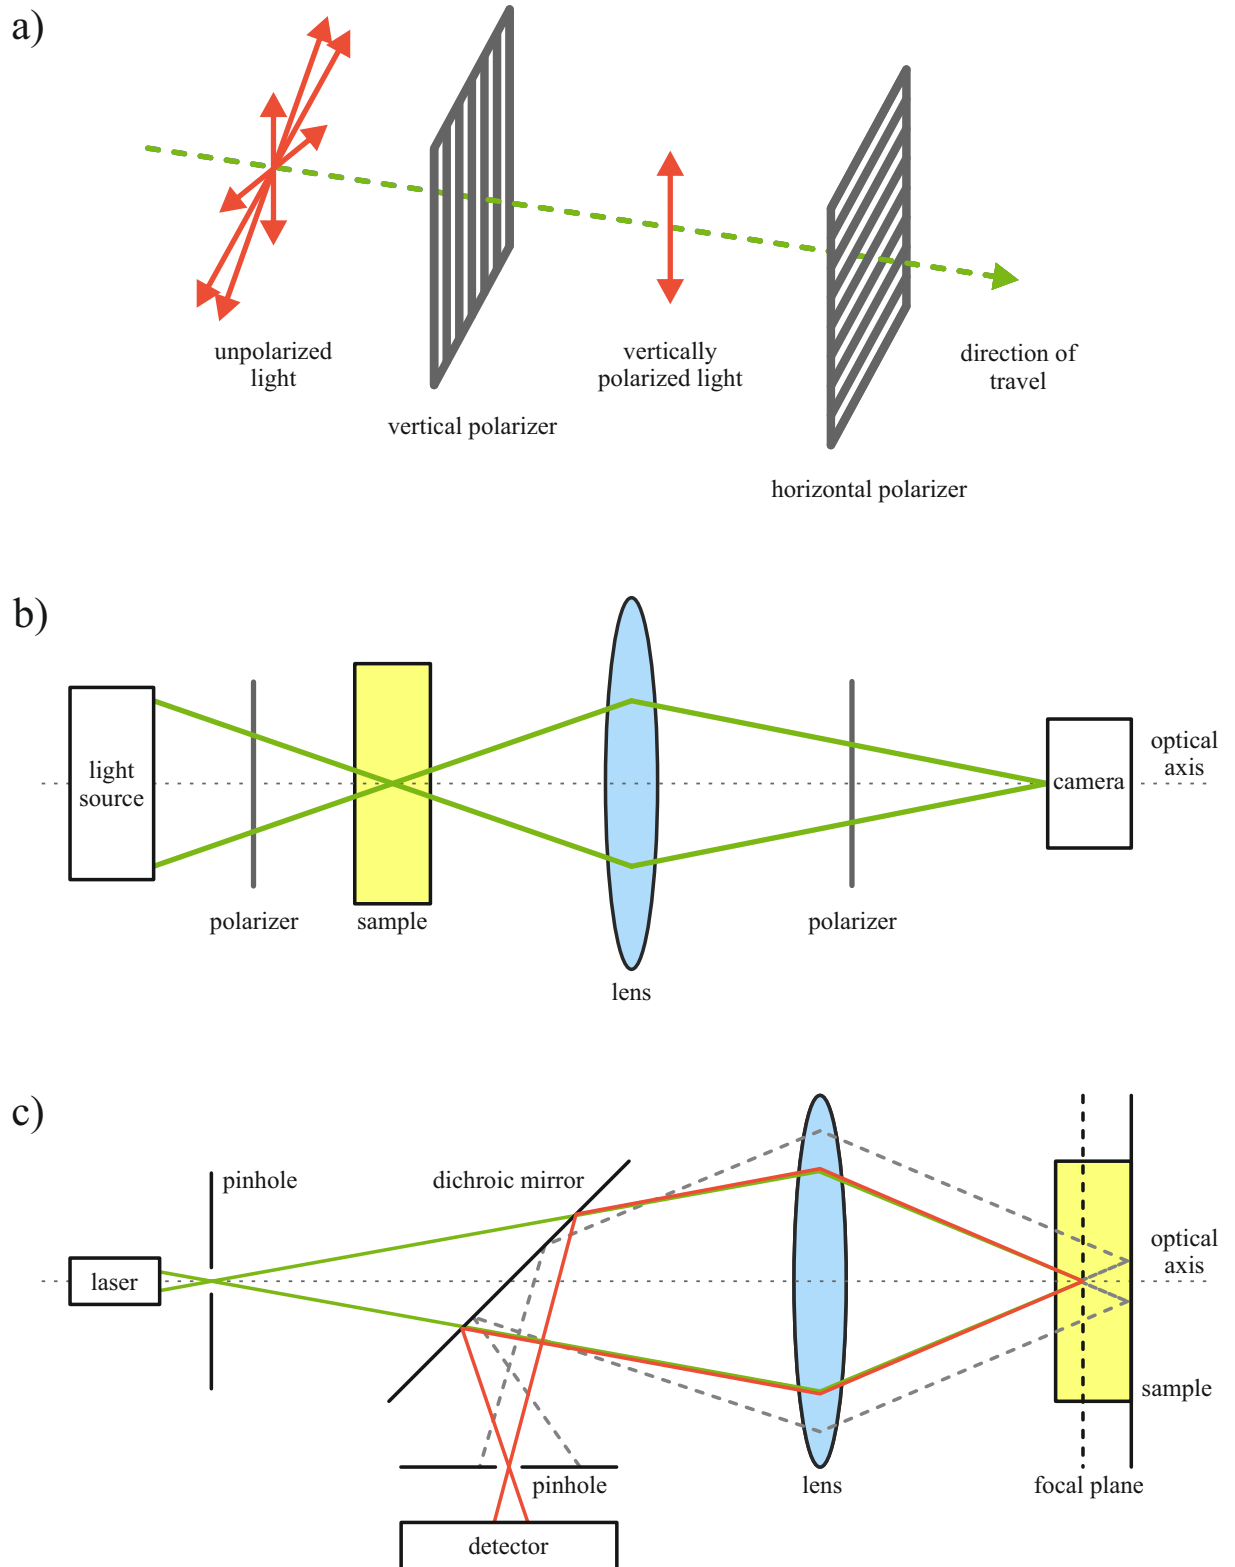 a)
unpolarized
light
vertical polarizer
vertically
polarized light
horizontal polarizer
direction of
travel
b)
light
source
polarizer
sample
lens
polarizer
camera
optical
axis
c)
pinhole
dichroic mirror
laser
optical
axis
sample
pinhole
lens
focal plane
detector